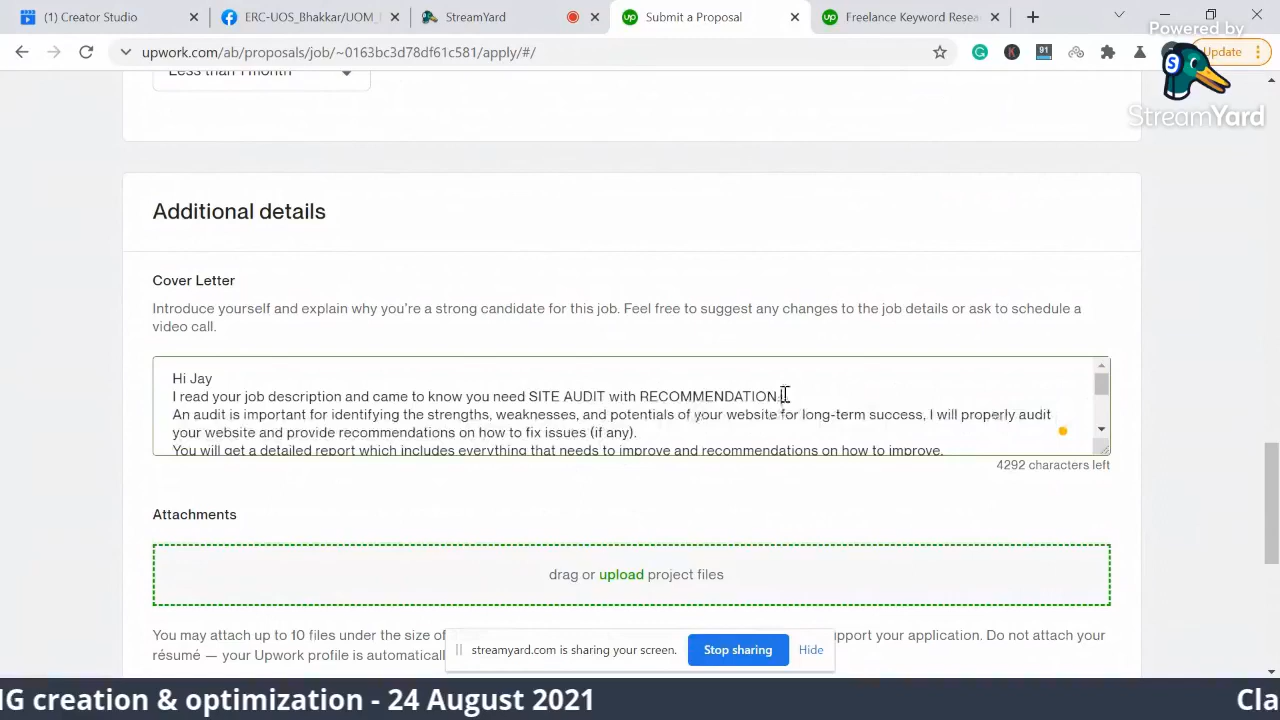 (1) Creator Studio
ERC-UOS_Bhakkar/UOM_
StreamYard
Submit a Proposal
Freelance Keyword Resea
Powered by
upwork.com/ab/proposals/job/~0163bc3d78df61c581/apply/#/
91
Update
StreamYard
Less than 1 month
Additional details
Cover Letter
Introduce yourself and explain why you're a strong candidate for this job. Feel free to suggest any changes to the job details or ask to schedule a
video call.
Hi Jay
I read your job description and came to know you need SITE AUDIT with RECOMMENDATION
An audit is important for identifying the strengths, weaknesses, and potentials of your website for long-term success, I will properly audit
your website and provide recommendations on how to fix issues (if any).
You will get a detailed report which includes everything that needs to improve and recommendations on how to improve.
4292 characters left
Attachments
drag or upload project files
You may attach up to 10 files under the size of
pport your application. Do not attach your
résumé — your Upwork profile is automaticall
streamyard.com is sharing your screen.
Stop sharing
Hide
IG creation & optimization - 24 August 2021
Cla